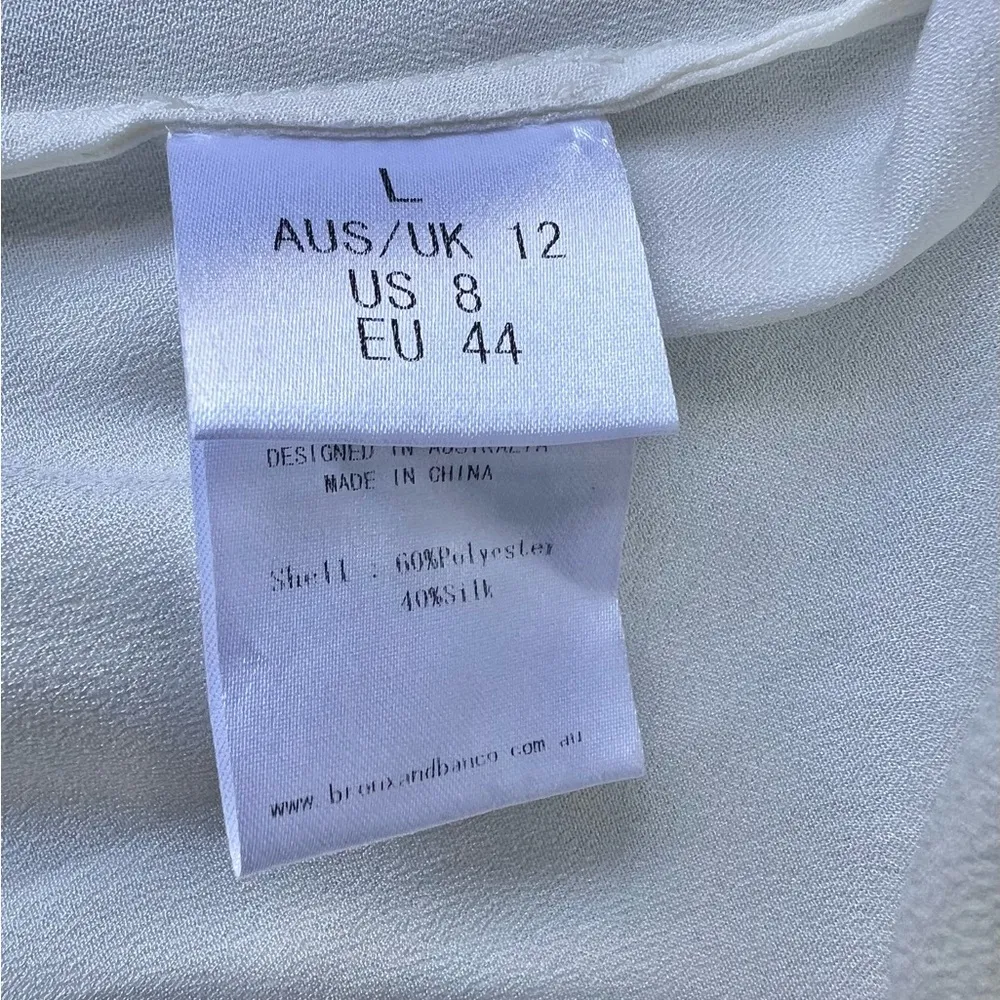 L
AUS/UK 12
US 8
EU 44
DESIGNED IN AUSTRALIA
MADE IN CHINA
Shell : 60%Polyester
40%Silk
www.bronxandbanco.com.au